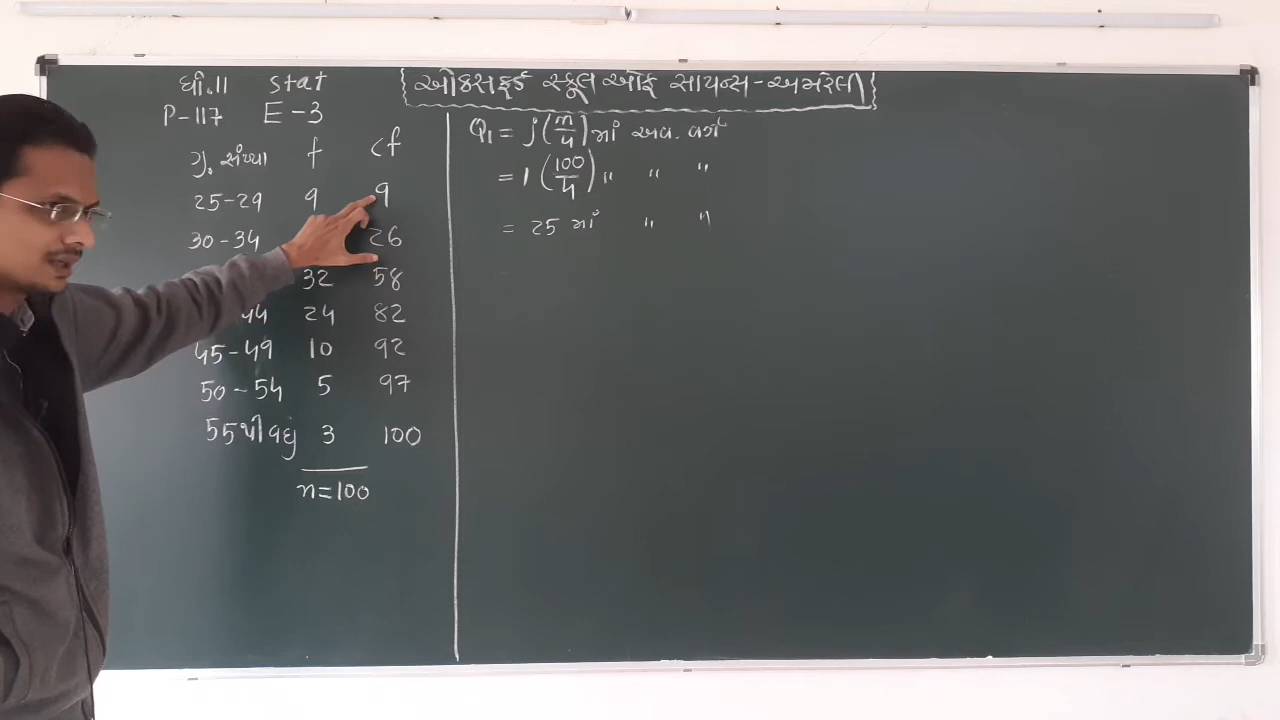 ધો.11 Stat
{ઓકસફર્ડ સ્કૂલ ઓફ સાયન્સ-અમરેલી}
P-117 E-3
ગુ. સંખ્યા f cf
25-29 9 9
30-34 26
32 58
44 24 82
45-49 10 92
50-54 5 97
55થી વધુ 3 100
n=100
Q₁ = j(n/4) માં અવ. વર્ગ
= 1 (100/4) " " "
= 25 માં " "